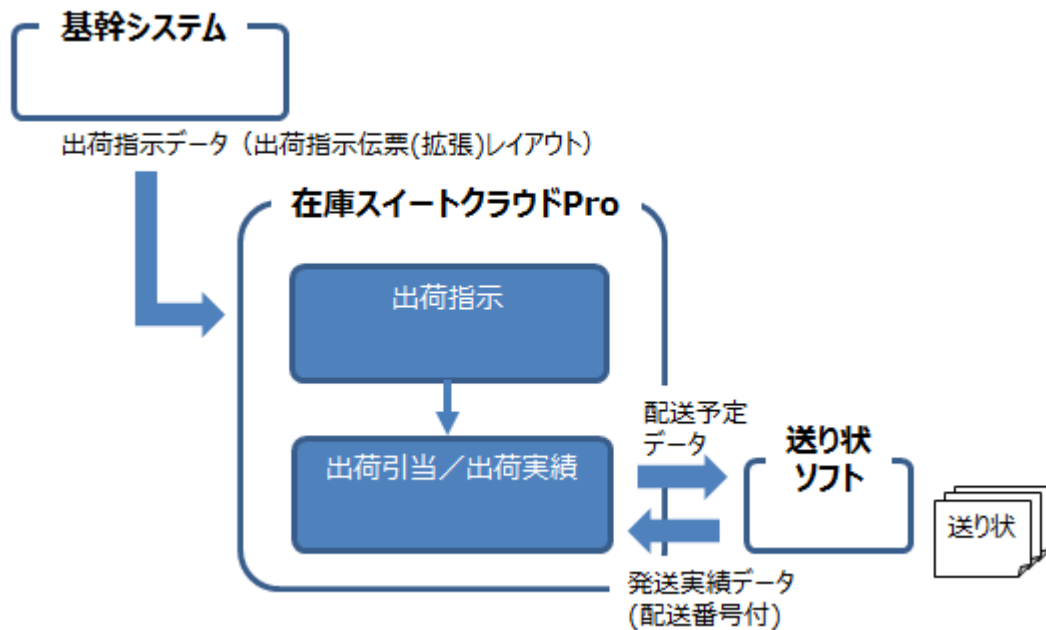 基幹システム
出荷指示データ（出荷指示伝票(拡張)レイアウト）
在庫スイートクラウドPro
出荷指示
出荷引当／出荷実績
配送予定
データ
送り状
ソフト
送り状
発送実績データ
(配送番号付)